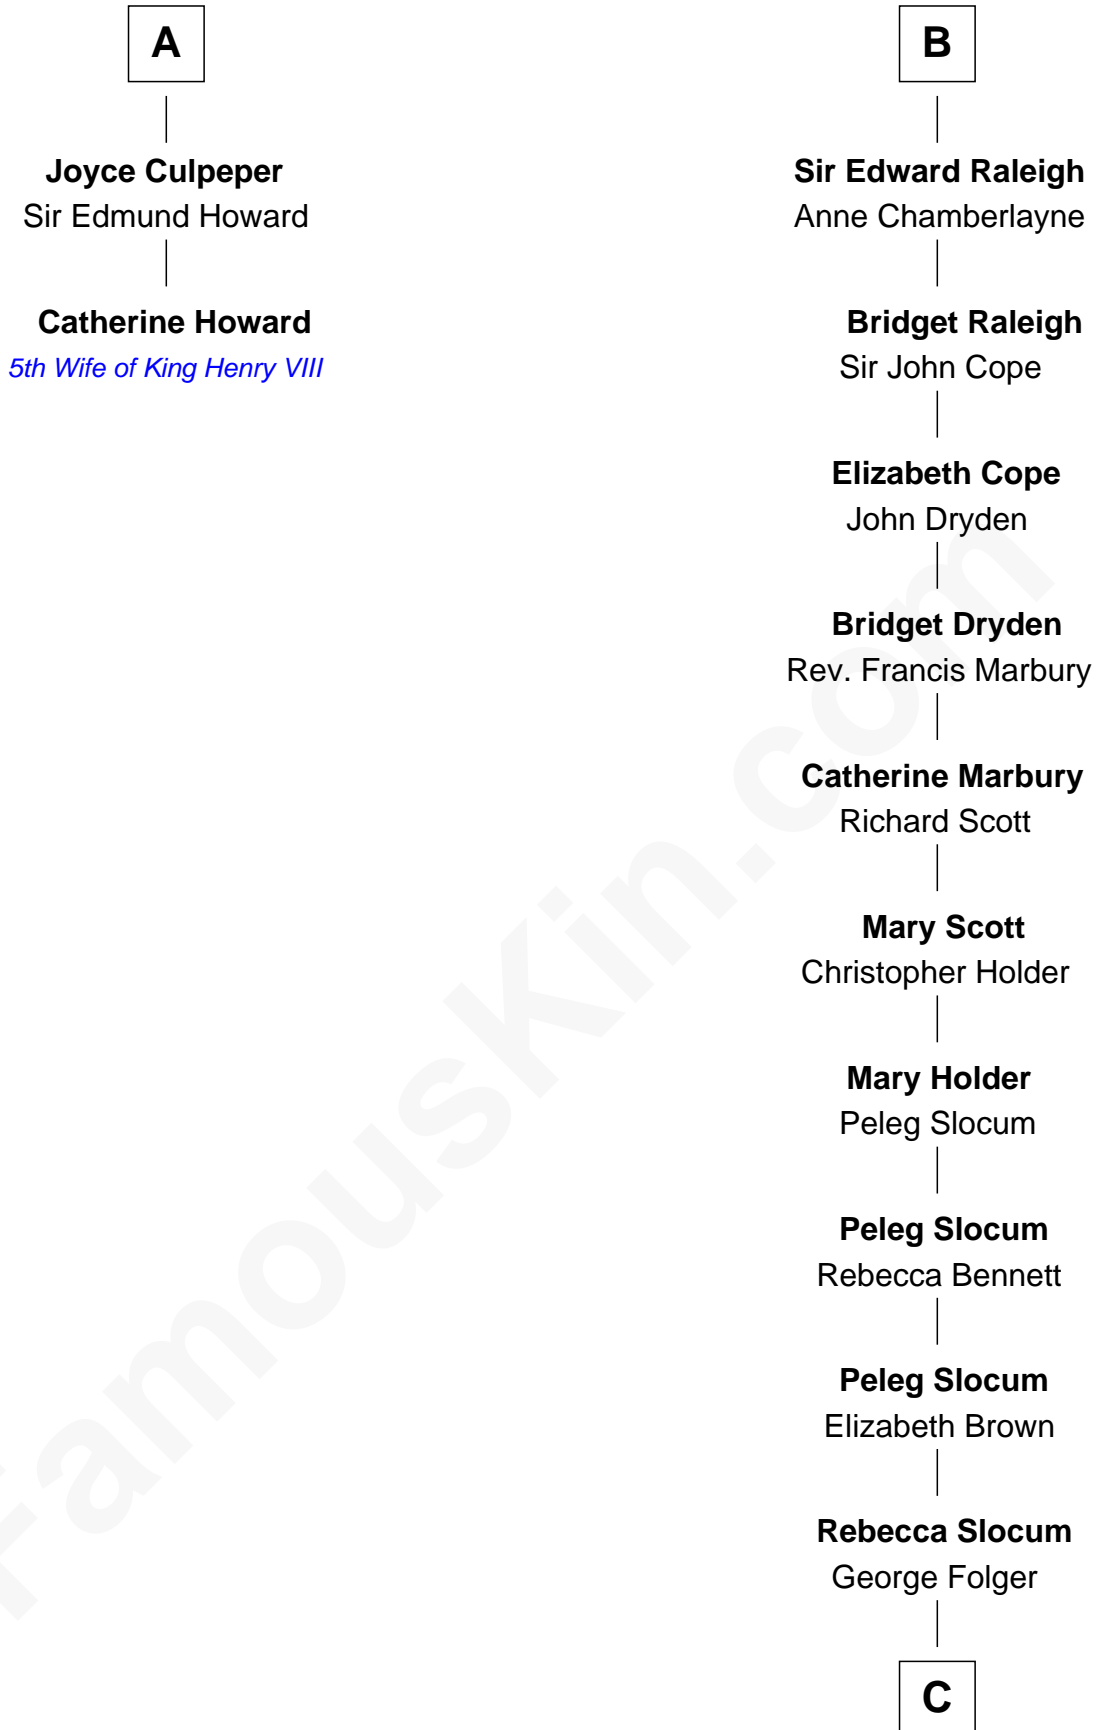 A
Joyce Culpeper
Sir Edmund Howard
Catherine Howard
5th Wife of King Henry VIII
B
Sir Edward Raleigh
Anne Chamberlayne
Bridget Raleigh
Sir John Cope
Elizabeth Cope
John Dryden
Bridget Dryden
Rev. Francis Marbury
Catherine Marbury
Richard Scott
Mary Scott
Christopher Holder
Mary Holder
Peleg Slocum
Peleg Slocum
Rebecca Bennett
Peleg Slocum
Elizabeth Brown
Rebecca Slocum
George Folger
C
FamousKin.com